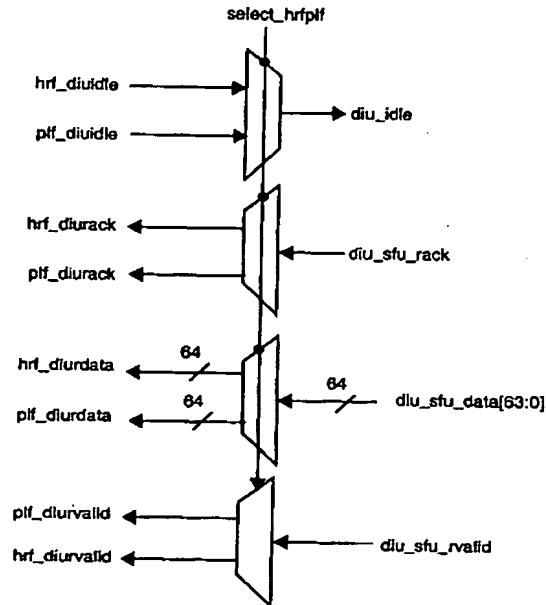 select_hrfplf
hrf_diuidle
plf_diuidle
diu_idle
hrf_diurack
plf_diurack
diu_sfu_rack
hrf_diurdata
64
plf_diurdata
64
64
diu_sfu_data[63:0]
plf_diurvalid
hrf_diurvalid
diu_sfu_rvalid